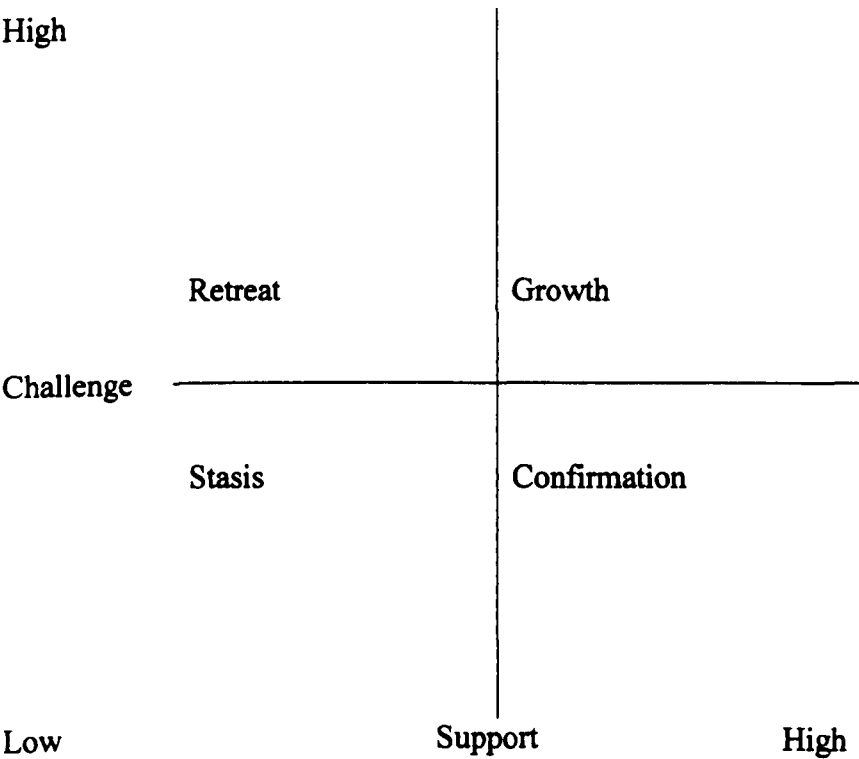 High
Retreat Growth
Challenge
Stasis Confirmation
Low Support High